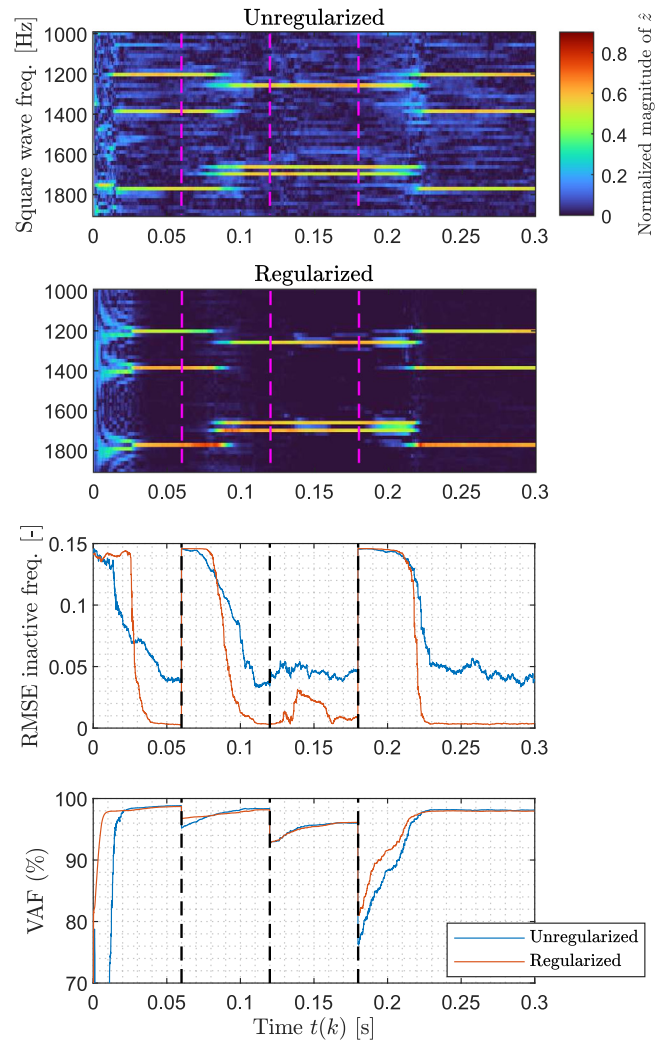 Unregularized
Square wave freq. [Hz]
1000
1200
1400
1600
1800
0 0.05 0.1 0.15 0.2 0.25 0.3
0.8
0.6
0.4
0.2
0
Normalized magnitude of ẑ
Regularized
1000
1200
1400
1600
1800
0 0.05 0.1 0.15 0.2 0.25 0.3
RMSE inactive freq. [-]
0.15
0.1
0.05
0
0 0.05 0.1 0.15 0.2 0.25 0.3
VAF (%)
100
90
80
70
Unregularized
Regularized
0 0.05 0.1 0.15 0.2 0.25 0.3
Time t(k) [s]